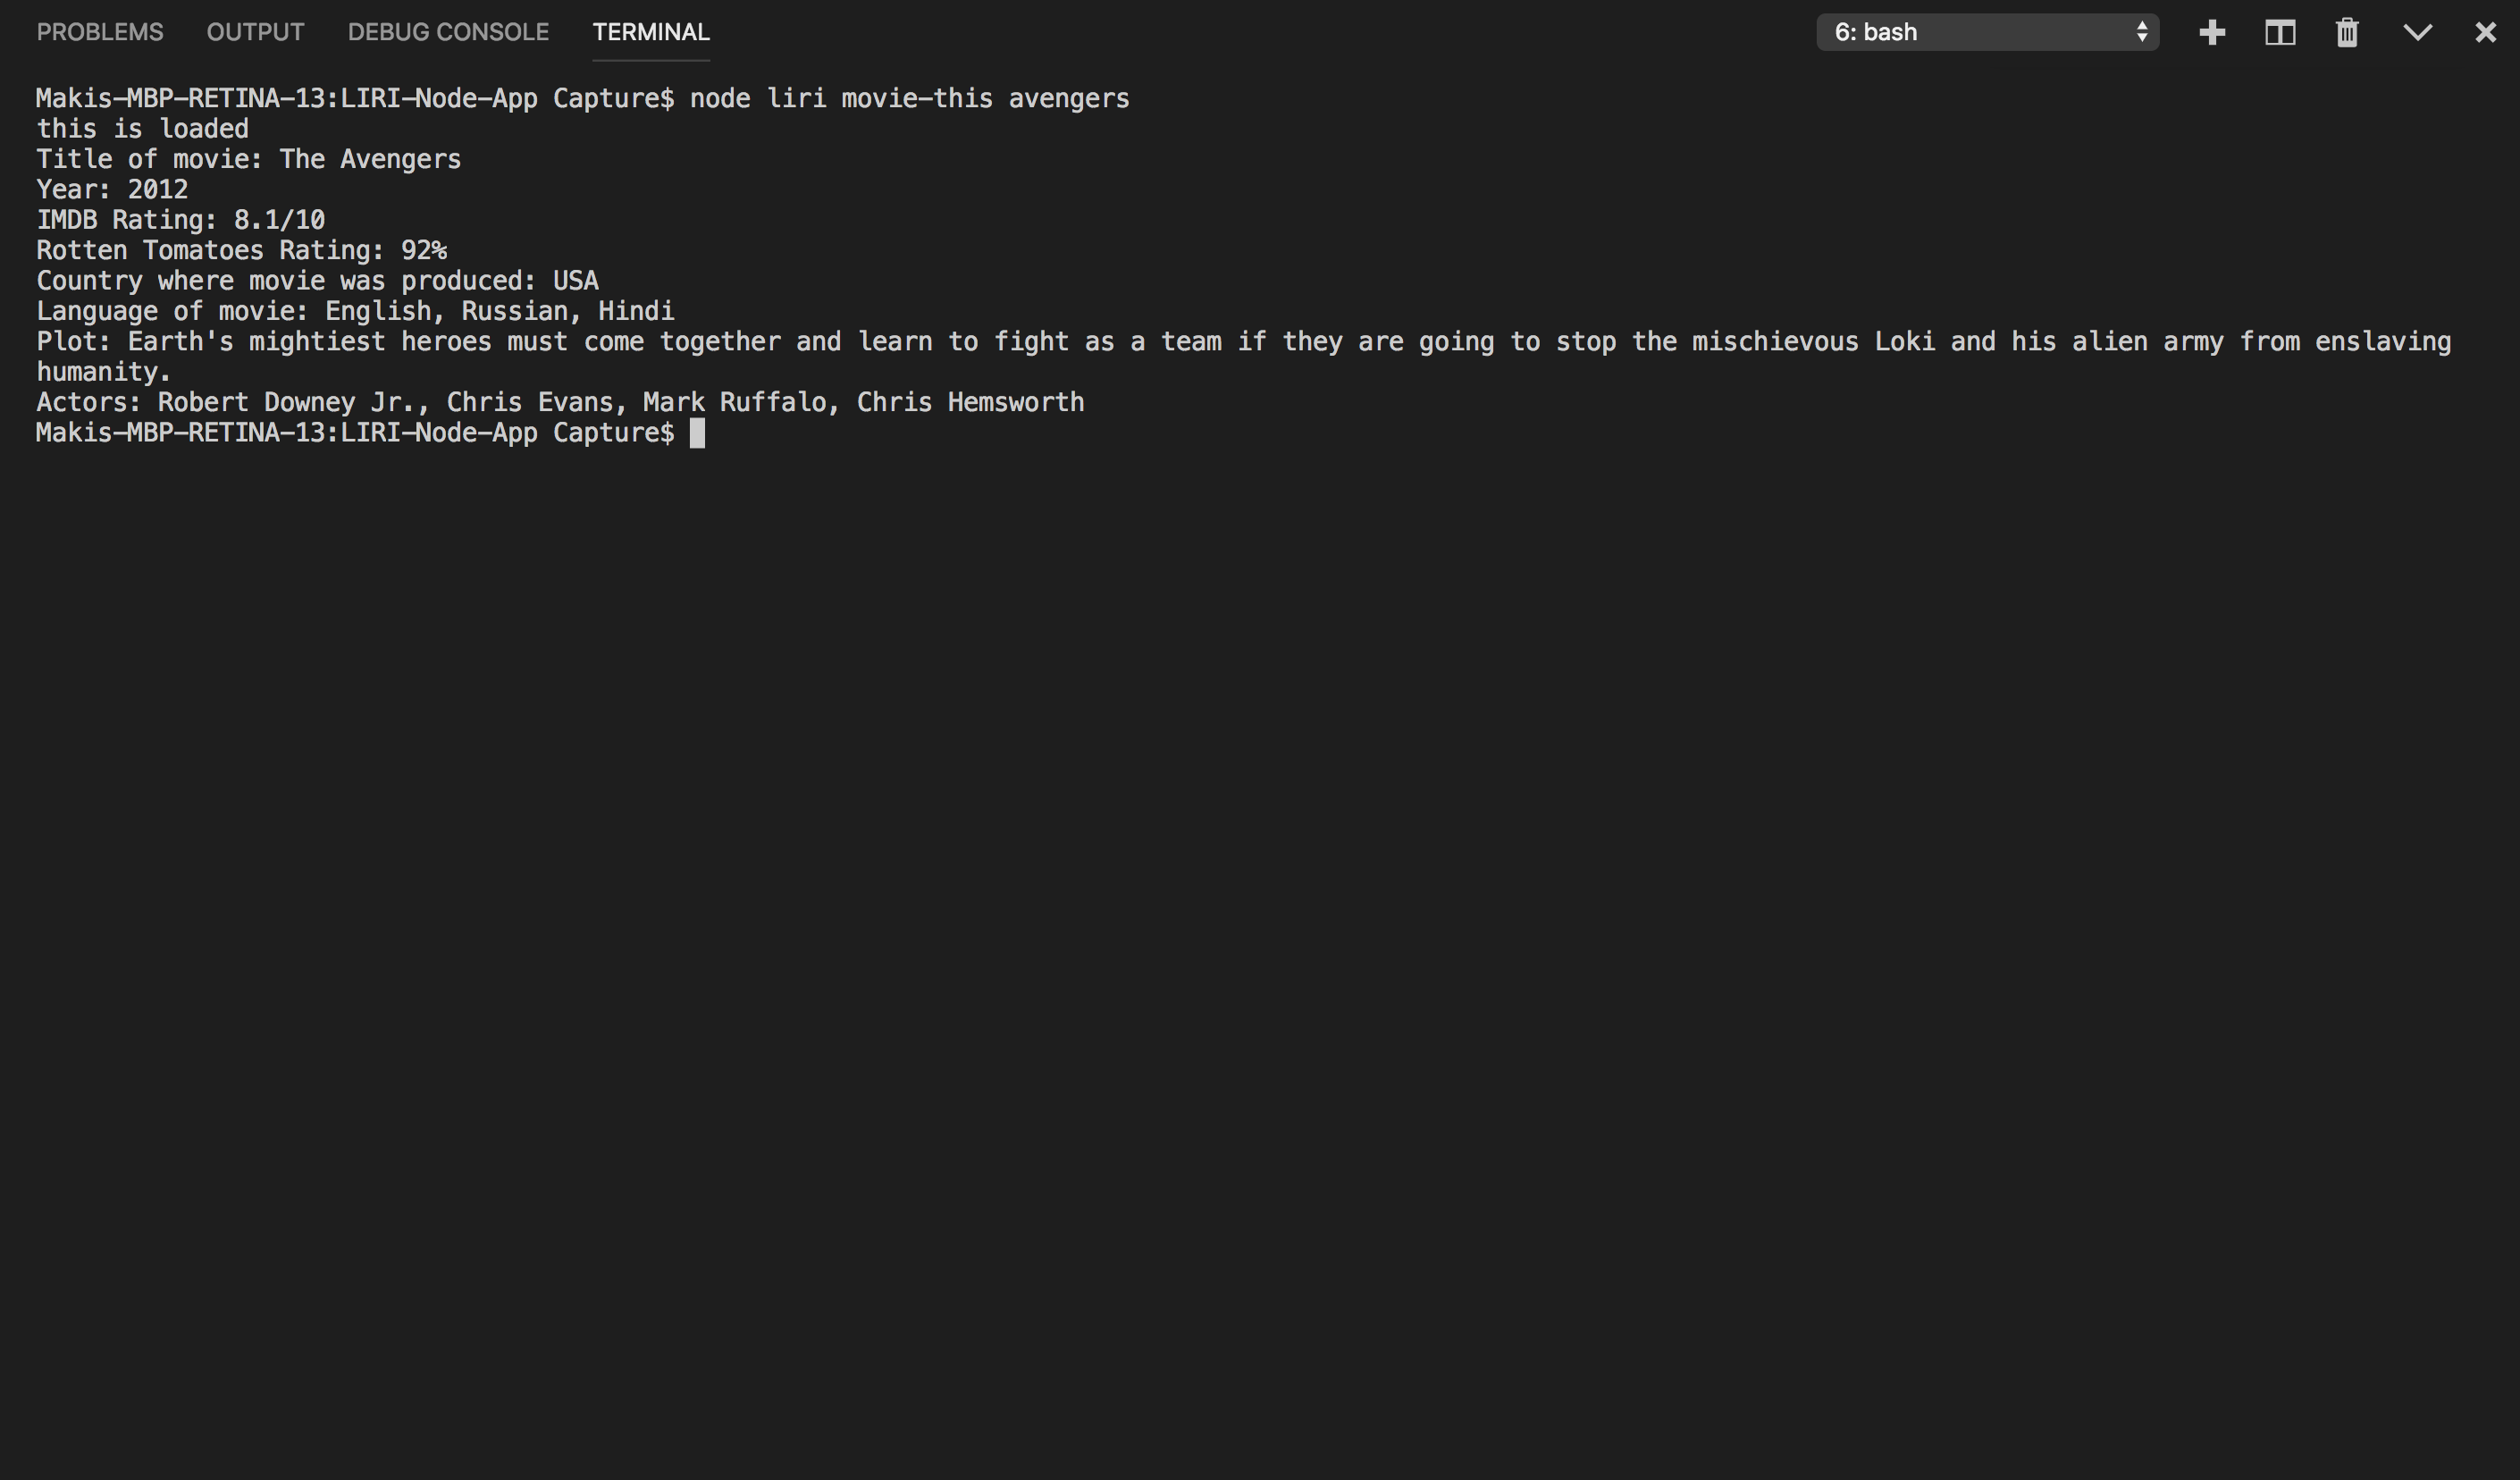 PROBLEMS OUTPUT DEBUG CONSOLE TERMINAL 6: bash
Makis-MBP-RETINA-13:LIRI-Node-App Capture$ node liri movie-this avengers
this is loaded
Title of movie: The Avengers
Year: 2012
IMDB Rating: 8.1/10
Rotten Tomatoes Rating: 92%
Country where movie was produced: USA
Language of movie: English, Russian, Hindi
Plot: Earth's mightiest heroes must come together and learn to fight as a team if they are going to stop the mischievous Loki and his alien army from enslaving
humanity.
Actors: Robert Downey Jr., Chris Evans, Mark Ruffalo, Chris Hemsworth
Makis-MBP-RETINA-13:LIRI-Node-App Capture$